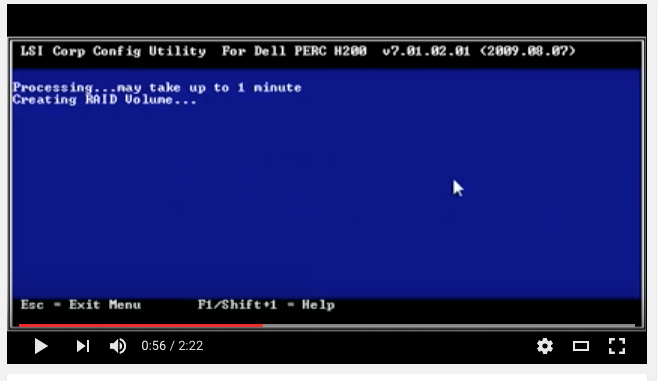 LSI Corp Config Utility For Dell PERC H200 v7.01.02.01 (2009.08.07)
Processing...may take up to 1 minute
Creating RAID Volume...
Esc = Exit Menu F1/Shift+1 = Help
0:56 / 2:22